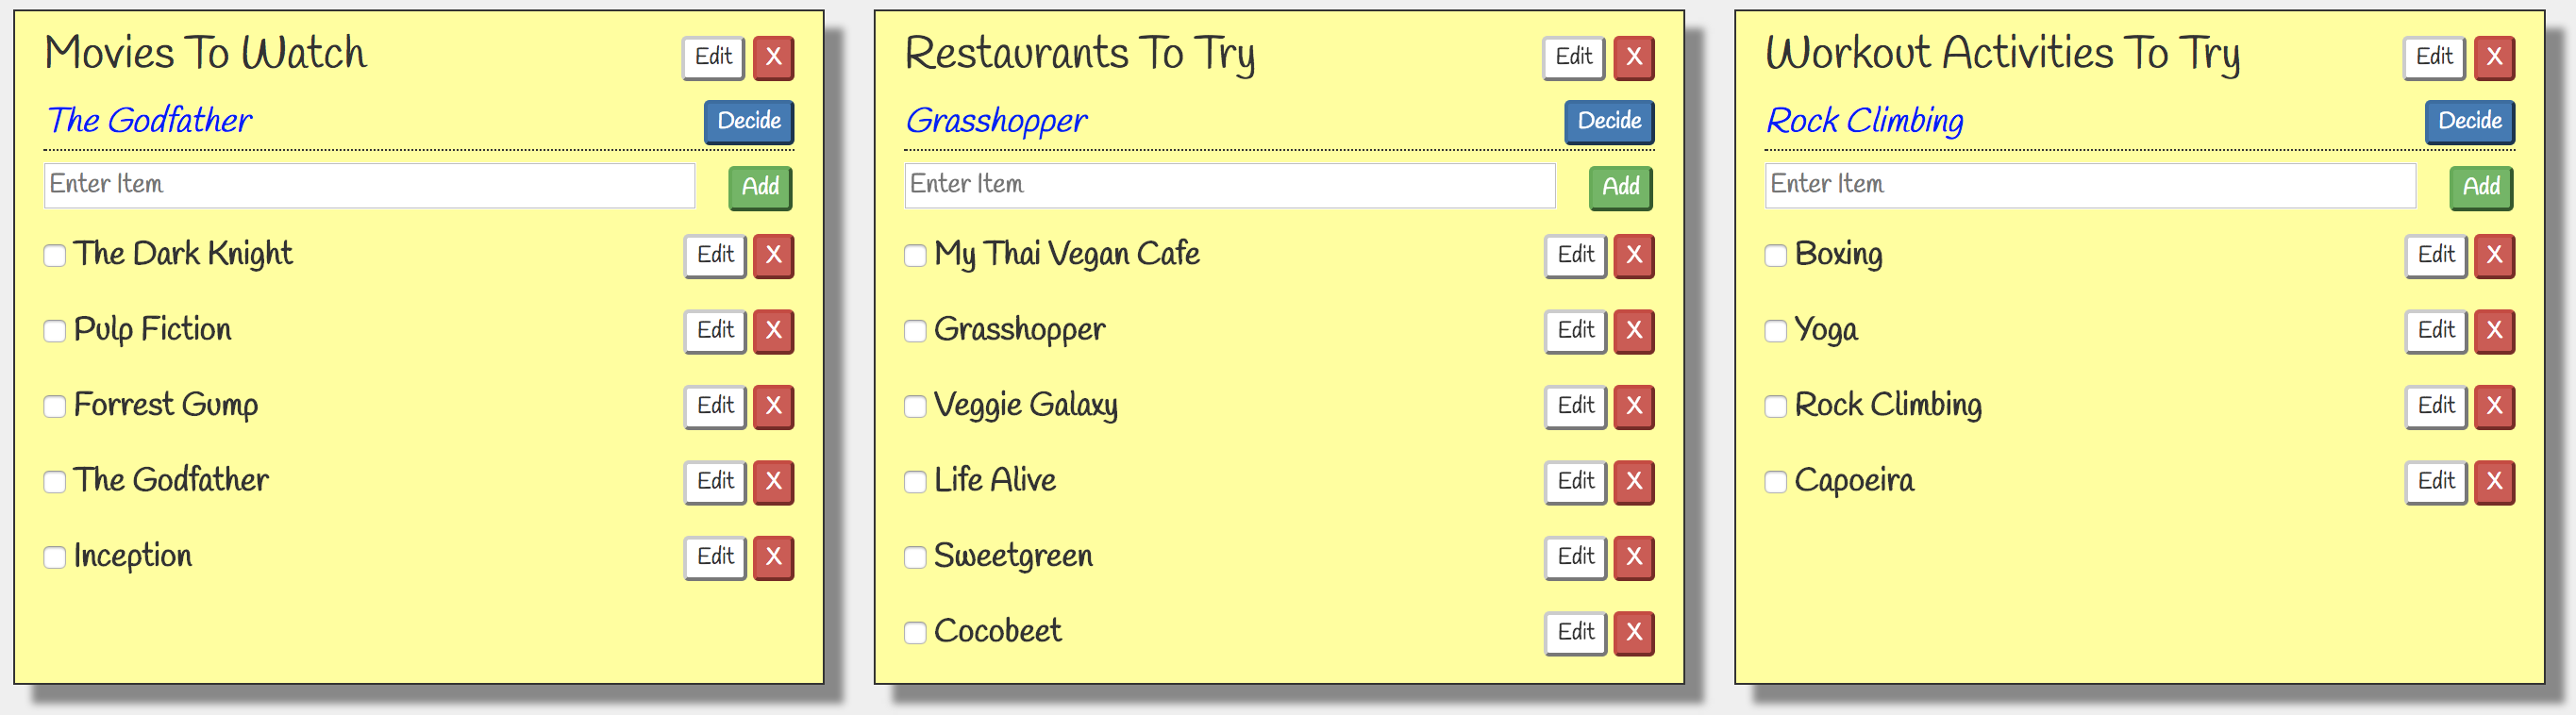 Movies To Watch Edit X
The Godfather Decide
Enter Item Add
The Dark Knight Edit X
Pulp Fiction Edit X
Forrest Gump Edit X
The Godfather Edit X
Inception Edit X
Restaurants To Try Edit X
Grasshopper Decide
Enter Item Add
My Thai Vegan Cafe Edit X
Grasshopper Edit X
Veggie Galaxy Edit X
Life Alive Edit X
Sweetgreen Edit X
Cocobeet Edit X
Workout Activities To Try Edit X
Rock Climbing Decide
Enter Item Add
Boxing Edit X
Yoga Edit X
Rock Climbing Edit X
Capoeira Edit X